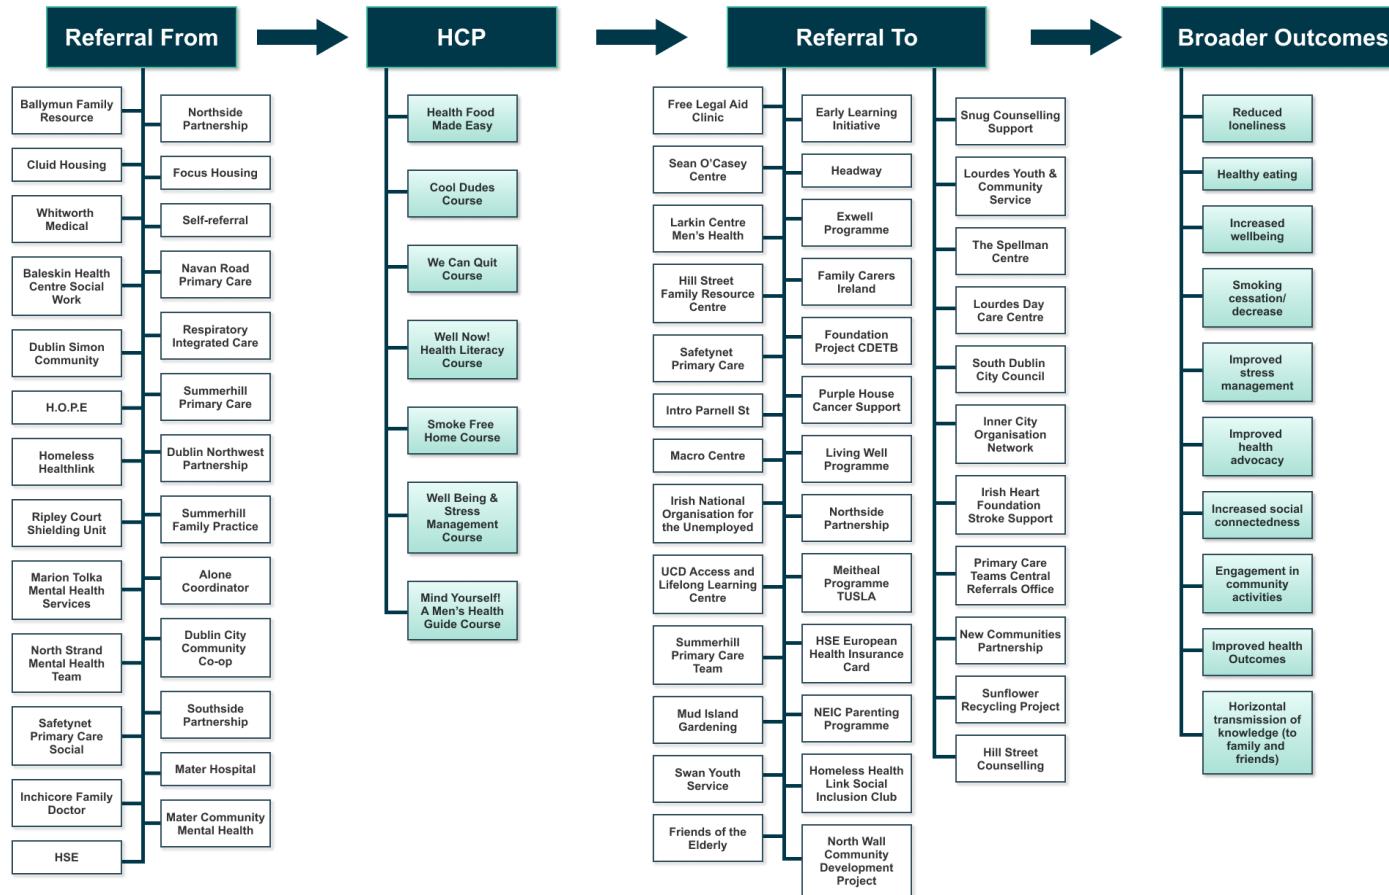 Referral From
HCP
Referral To
Broader Outcomes
Ballymun Family
Resource
Cluid Housing
Whitworth
Medical
Baleskin Health
Centre Social
Work
Dublin Simon
Community
H.O.P.E
Homeless
Healthlink
Ripley Court
Shielding Unit
Marion Tolka
Mental Health
Services
North Strand
Mental Health
Team
Safetynet
Primary Care
Social
Inchicore Family
Doctor
HSE
Northside
Partnership
Focus Housing
Self-referral
Navan Road
Primary Care
Respiratory
Integrated Care
Summerhill
Primary Care
Dublin Northwest
Partnership
Summerhill
Family Practice
Alone
Coordinator
Dublin City
Community
Co-op
Southside
Partnership
Mater Hospital
Mater Community
Mental Health
Health Food
Made Easy
Cool Dudes
Course
We Can Quit
Course
Well Now!
Health Literacy
Course
Smoke Free
Home Course
Well Being &
Stress
Management
Course
Mind Yourself!
A Men’s Health
Guide Course
Free Legal Aid
Clinic
Sean O’Casey
Centre
Larkin Centre
Men’s Health
Hill Street
Family Resource
Centre
Safetynet
Primary Care
Intro Parnell St
Macro Centre
Irish National
Organisation for
the Unemployed
UCD Access and
Lifelong Learning
Centre
Summerhill
Primary Care
Team
Mud Island
Gardening
Swan Youth
Service
Friends of the
Elderly
Early Learning
Initiative
Headway
Exwell
Programme
Family Carers
Ireland
Foundation
Project CDETB
Purple House
Cancer Support
Living Well
Programme
Northside
Partnership
Meitheal
Programme
TUSLA
HSE European
Health Insurance
Card
NEIC Parenting
Programme
Homeless Health
Link Social
Inclusion Club
North Wall
Community
Development
Project
Snug Counselling
Support
Lourdes Youth &
Community
Service
The Spellman
Centre
Lourdes Day
Care Centre
South Dublin
City Council
Inner City
Organisation
Network
Irish Heart
Foundation
Stroke Support
Primary Care
Teams Central
Referrals Office
New Communities
Partnership
Sunflower
Recycling Project
Hill Street
Counselling
Reduced
loneliness
Healthy eating
Increased
wellbeing
Smoking
cessation/
decrease
Improved
stress
management
Improved
health
advocacy
Increased social
connectedness
Engagement in
community
activities
Improved health
Outcomes
Horizontal
transmission of
knowledge (to
family and
friends)